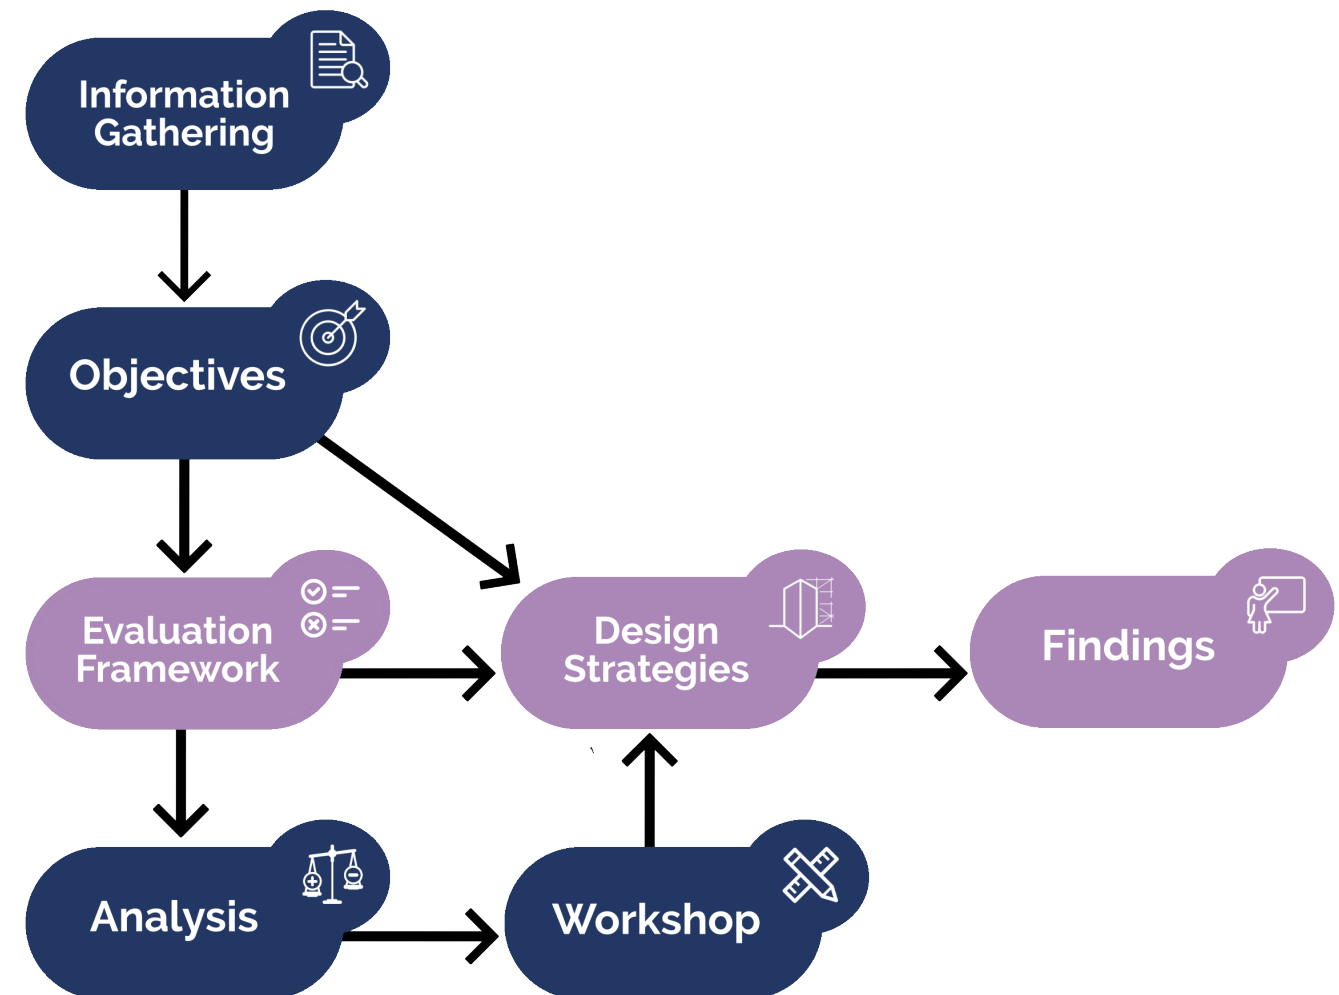 Information
Gathering
Objectives
Evaluation
Framework
Design
Strategies
Findings
Analysis
Workshop